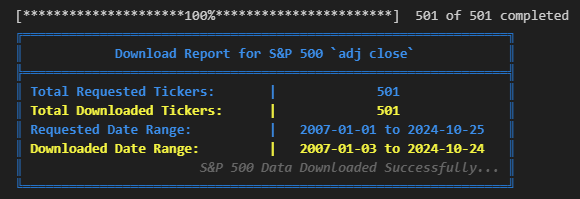 [*********************100%***********************]  501 of 501 completed
Download Report for S&P 500 `adj close`
Total Requested Tickers: | 501
Total Downloaded Tickers: | 501
Requested Date Range: | 2007-01-01 to 2024-10-25
Downloaded Date Range: | 2007-01-03 to 2024-10-24
S&P 500 Data Downloaded Successfully...